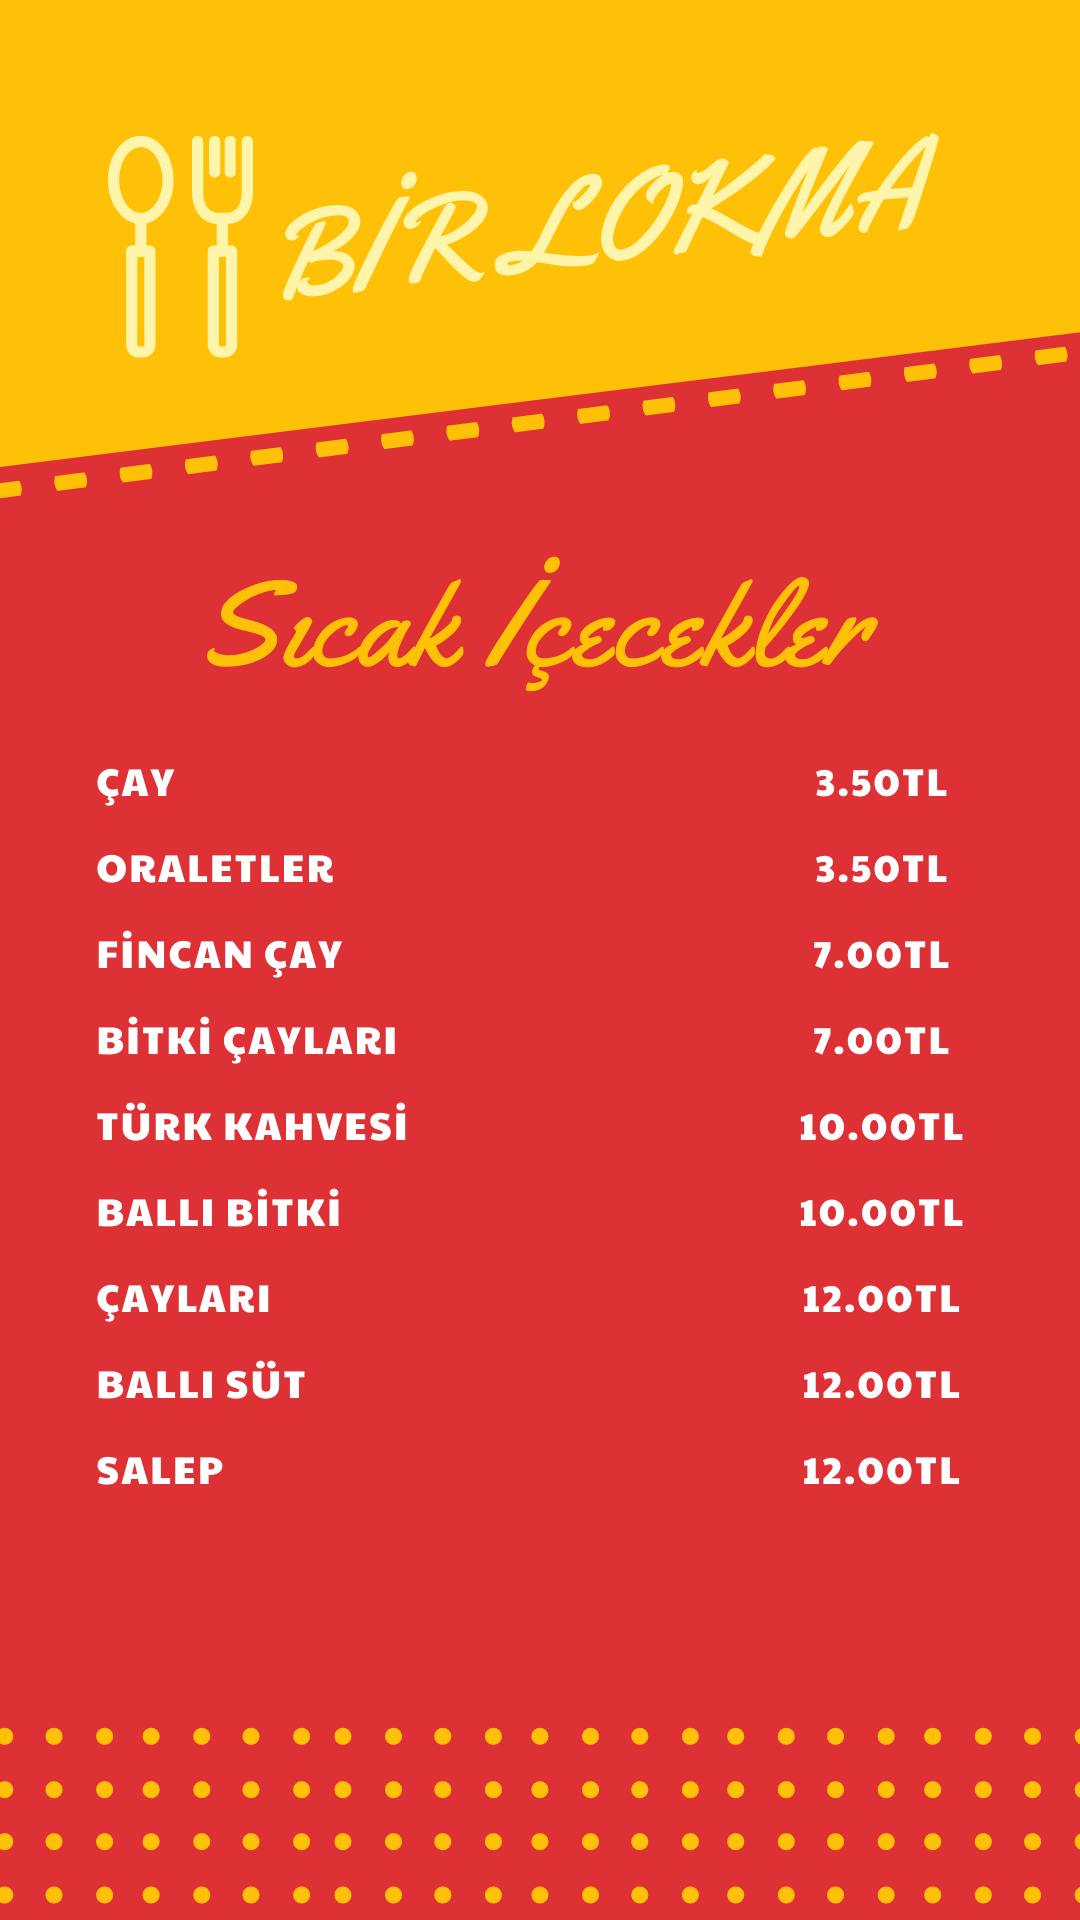 BİR LOKMA
Sıcak İçecekler
ÇAY 3.50TL
ORALETLER 3.50TL
FİNCAN ÇAY 7.00TL
BİTKİ ÇAYLARI 7.00TL
TÜRK KAHVESİ 10.00TL
BALLI BİTKİ 10.00TL
ÇAYLARI 12.00TL
BALLI SÜT 12.00TL
SALEP 12.00TL